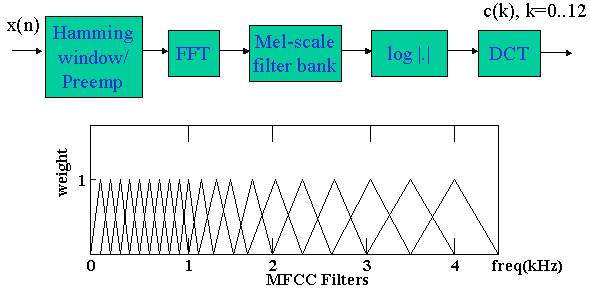 x(n)
Hamming
window/
Preemp
FFT
Mel-scale
filter bank
log |.|
DCT
c(k), k=0..12
weight
1
0 1 2 3 4 freq(kHz)
MFCC Filters